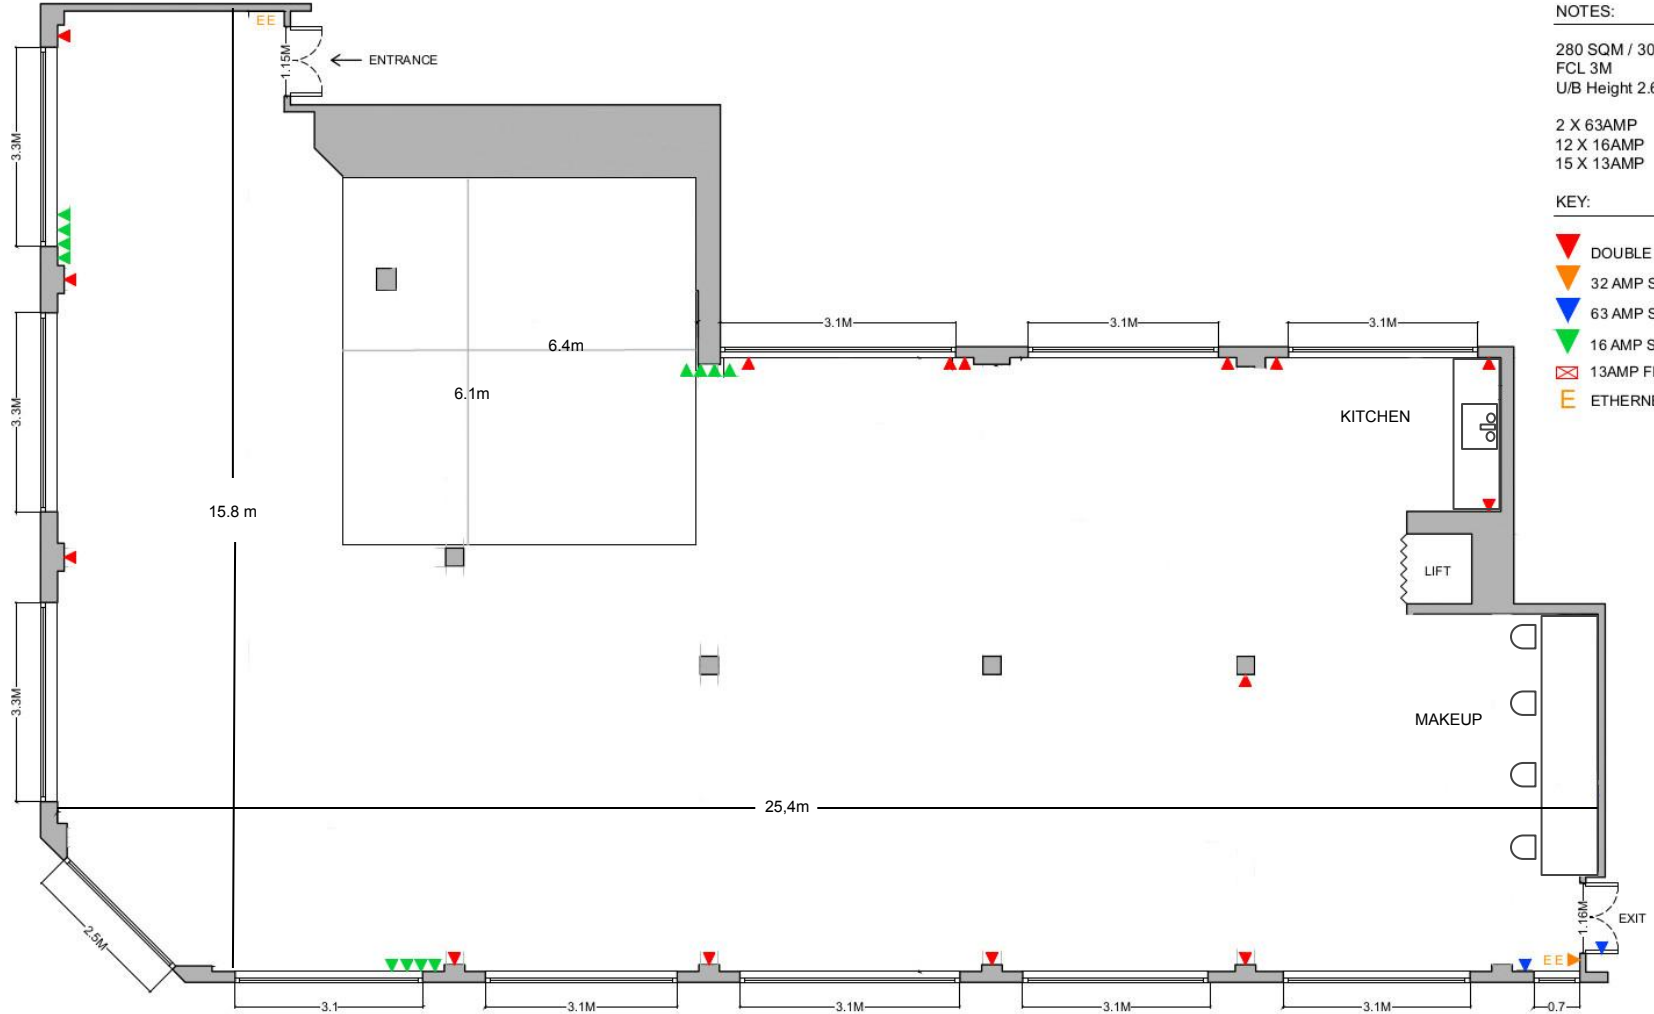 NOTES:
280 SQM / 30
FCL 3M
U/B Height 2.6
2 X 63AMP
12 X 16AMP
15 X 13AMP
KEY:
DOUBLE
32 AMP S
63 AMP S
16 AMP S
13AMP F
E ETHERNE
EE
1.15M
ENTRANCE
3.3M
3.1M
3.1M
3.1M
6.4m
6.1m
KITCHEN
3.3M
15.8 m
LIFT
3.3M
MAKEUP
25,4m
2.5M
1.16M
EXIT
EE
3.1
3.1M
3.1M
3.1M
3.1M
0.7